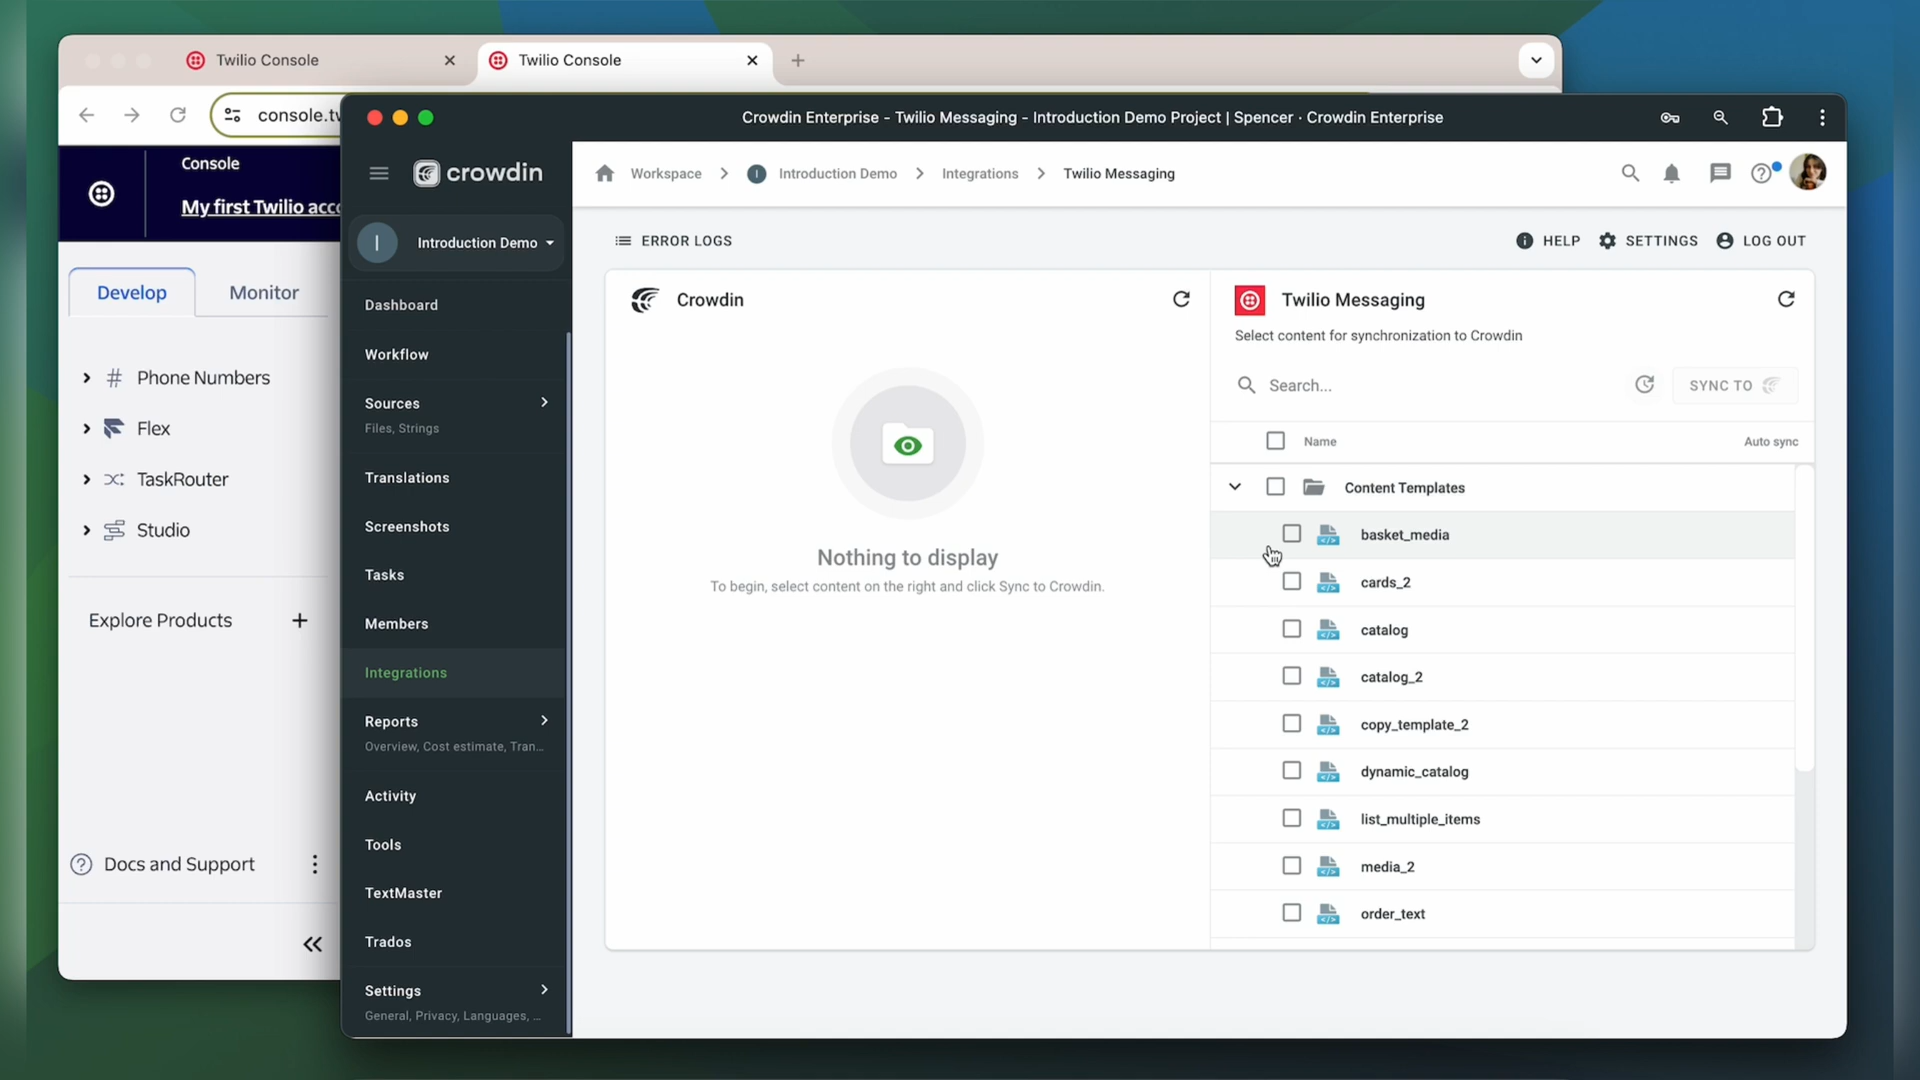 Twilio Console
Twilio Console
console.tw
Crowdin Enterprise - Twilio Messaging - Introduction Demo Project | Spencer · Crowdin Enterprise
Console
My first Twilio acco
Develop
Monitor
Phone Numbers
Flex
TaskRouter
Studio
Explore Products
Docs and Support
crowdin
I
Introduction Demo
Dashboard
Workflow
Sources
Files, Strings
Translations
Screenshots
Tasks
Members
Integrations
Reports
Overview, Cost estimate, Tran...
Activity
Tools
TextMaster
Trados
Settings
General, Privacy, Languages, ...
Workspace
I
Introduction Demo
Integrations
Twilio Messaging
ERROR LOGS
HELP
SETTINGS
LOG OUT
Crowdin
Nothing to display
To begin, select content on the right and click Sync to Crowdin.
Twilio Messaging
Select content for synchronization to Crowdin
Search...
SYNC TO
Name
Auto sync
Content Templates
basket_media
cards_2
catalog
catalog_2
copy_template_2
dynamic_catalog
list_multiple_items
media_2
order_text